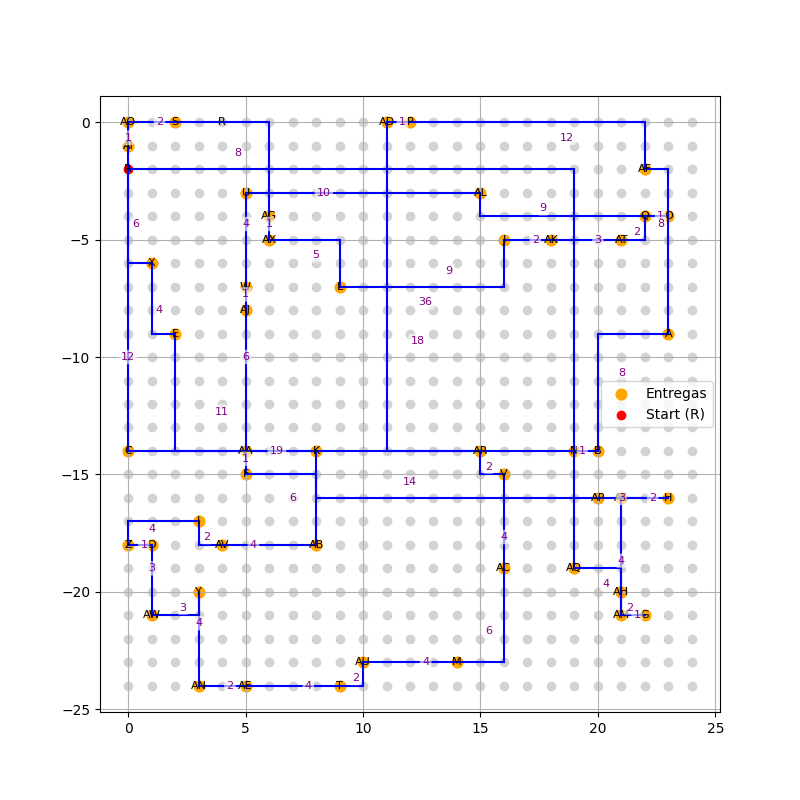 0
−5
−10
−15
−20
−25
0
5
10
15
20
25
AO 2 S R AD 1 P
1
8 12
AF
U 10 AL
6 AG 4 1 9 Q 1 O
8
AX 2 AK 3 AT 2
5
X 9
W
1
L
4 AJ 36
E 18 A
12 6
8
11
Entregas
Start (R)
C AA 19 K AR N 1 B
1
2 V
14
6 AP 3 2 H
4
2
Z 1 D AV 4 AB 4
4
3 AC AQ
4
Y AH
AW 3 2
4 AM 1 G
6
AU 4 M
2
AN 2 AE 4 T